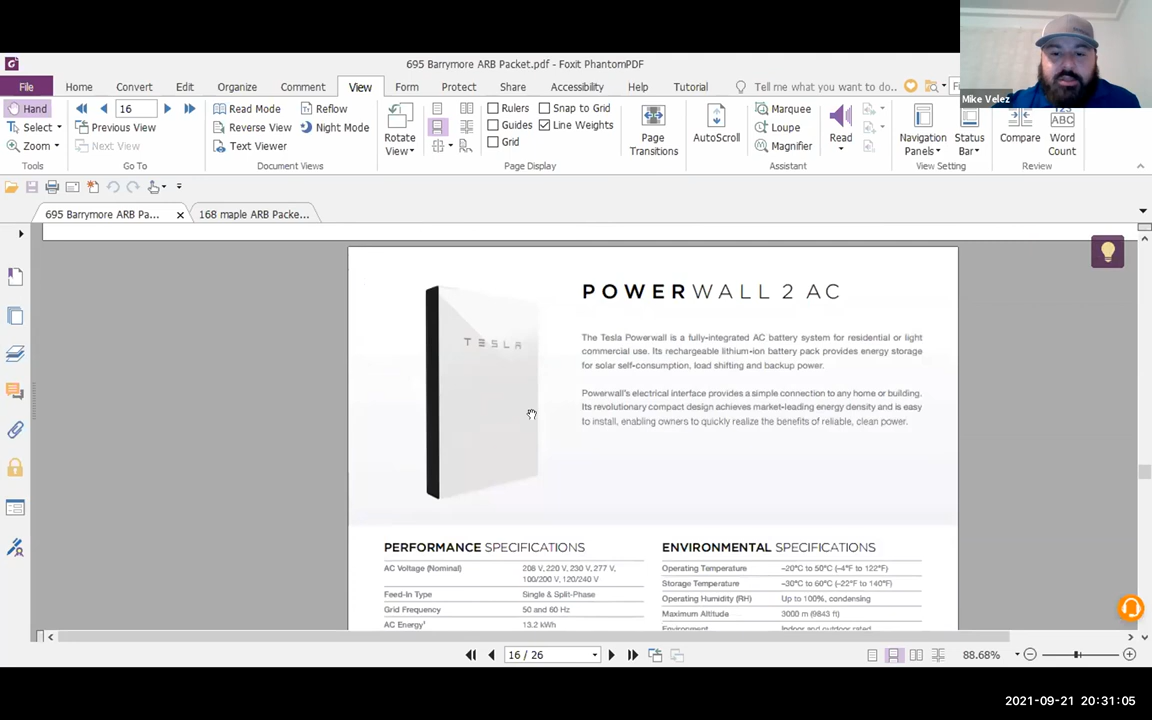 695 Barrymore ARB Packet.pdf - Foxit PhantomPDF
Mike Velez
File Home Convert Edit Organize Comment View Form Protect Share Accessibility Help Tutorial Tell me what you want to do..
Hand 16 Read Mode Reflow Rulers Snap to Grid Marquee
Select Previous View Reverse View Night Mode Guides Line Weights Loupe
Zoom Next View Text Viewer Grid Magnifier
Rotate View Page Transitions AutoScroll Read Navigation Panels Status Bar Compare Word Count
Tools Go To Document Views Page Display Assistant View Setting Review
695 Barrymore ARB Pa... 168 maple ARB Packe...
TESLA
POWERWALL 2 AC
The Tesla Powerwall is a fully-integrated AC battery system for residential or light
commercial use. Its rechargeable lithium-ion battery pack provides energy storage
for solar self-consumption, load shifting and backup power.
Powerwall's electrical interface provides a simple connection to any home or building.
Its revolutionary compact design achieves market-leading energy density and is easy
to install, enabling owners to quickly realize the benefits of reliable, clean power.
PERFORMANCE SPECIFICATIONS
AC Voltage (Nominal) 208 V, 220 V, 230 V, 277 V,
100/200 V, 120/240 V
Feed-In Type Single & Split-Phase
Grid Frequency 50 and 60 Hz
AC Energy¹ 13.2 kWh
ENVIRONMENTAL SPECIFICATIONS
Operating Temperature –20°C to 50°C (–4°F to 122°F)
Storage Temperature –30°C to 60°C (–22°F to 140°F)
Operating Humidity (RH) Up to 100%, condensing
Maximum Altitude 3000 m (9843 ft)
Environment Indoor and outdoor rated
16 / 26
88.68%
2021-09-21 20:31:05